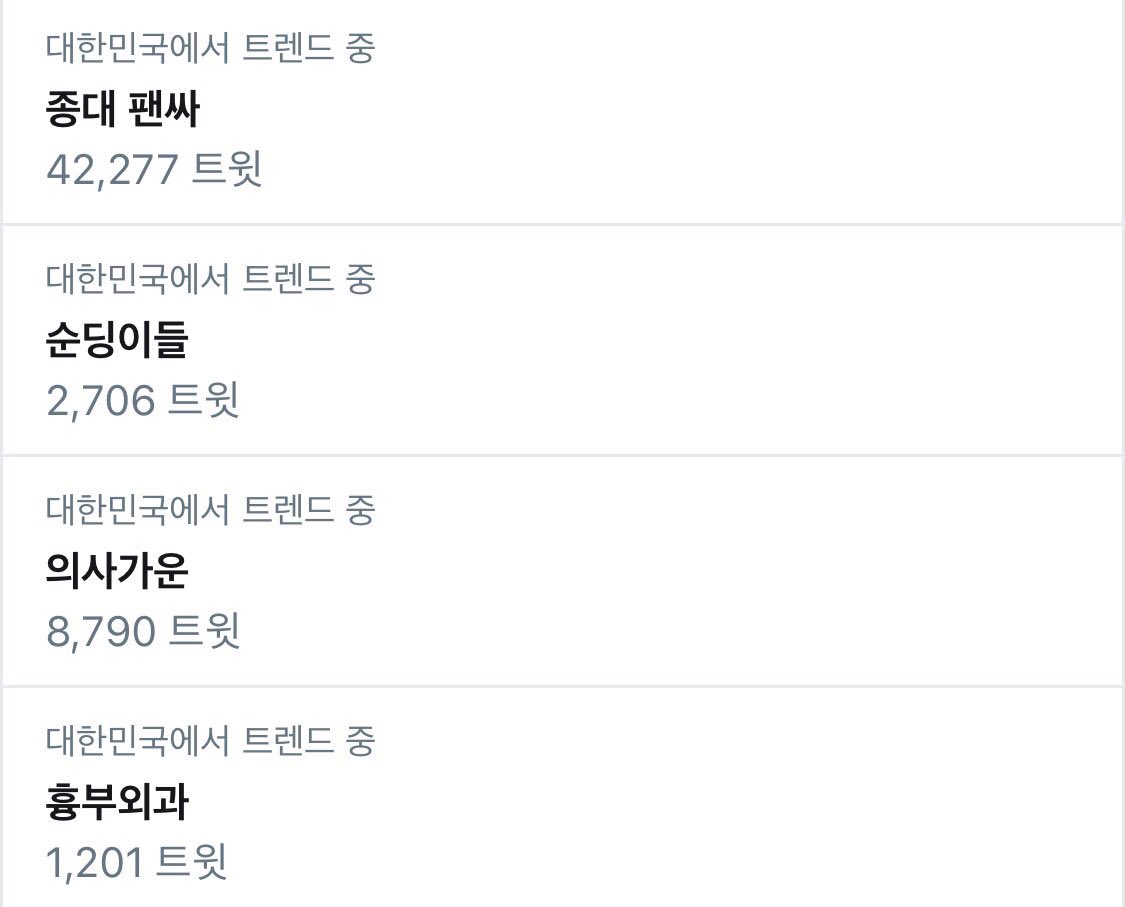 대한민국에서 트렌드 중
종대 팬싸
42,277 트윗
대한민국에서 트렌드 중
순딩이들
2,706 트윗
대한민국에서 트렌드 중
의사가운
8,790 트윗
대한민국에서 트렌드 중
흉부외과
1,201 트윗